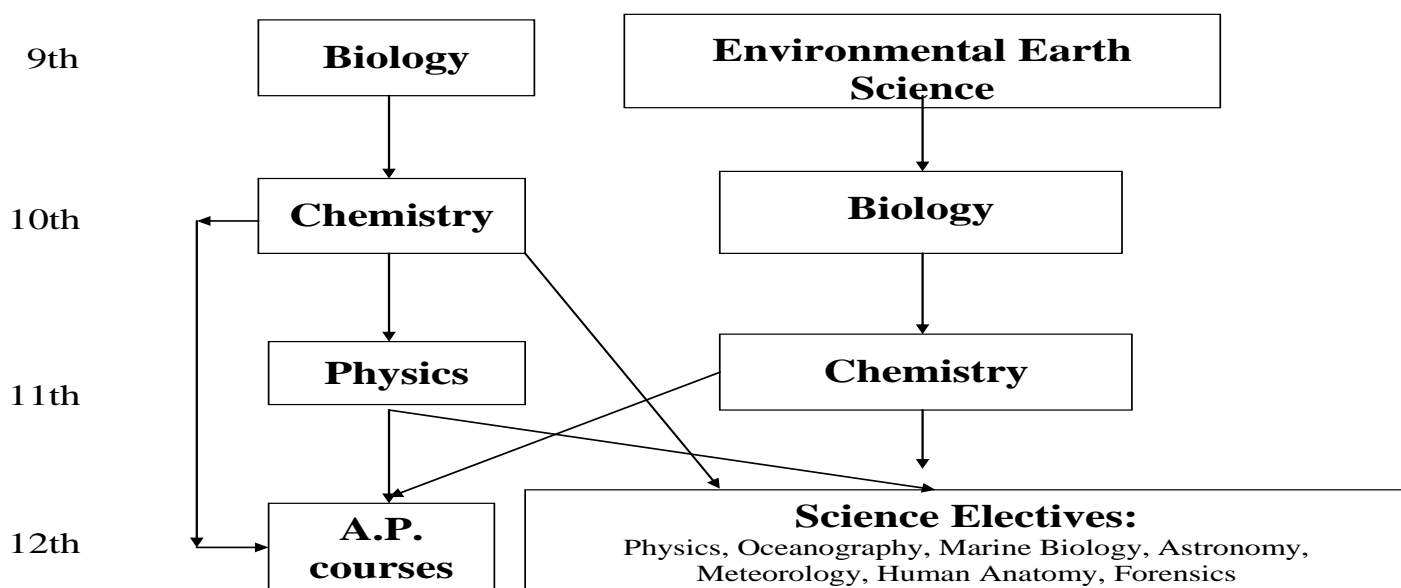 9th
Biology
Environmental Earth
Science
10th
Chemistry
Biology
11th
Physics
Chemistry
12th
A.P.
courses
Science Electives:
Physics, Oceanography, Marine Biology, Astronomy,
Meteorology, Human Anatomy, Forensics